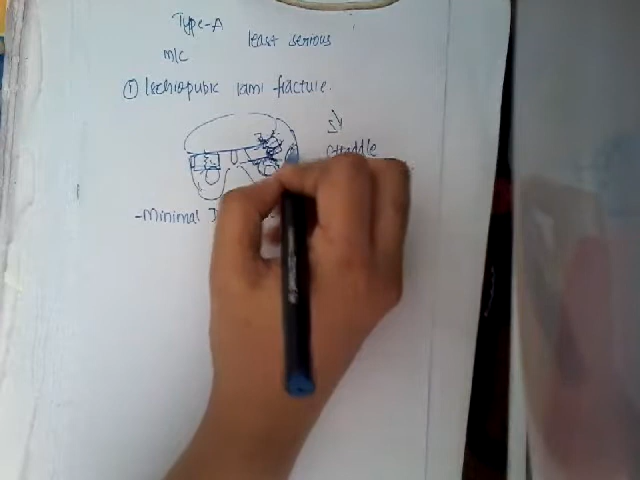 Type-A
least serious
m/c
① Ischiopubic rami fracture.
straddle
-Minimal